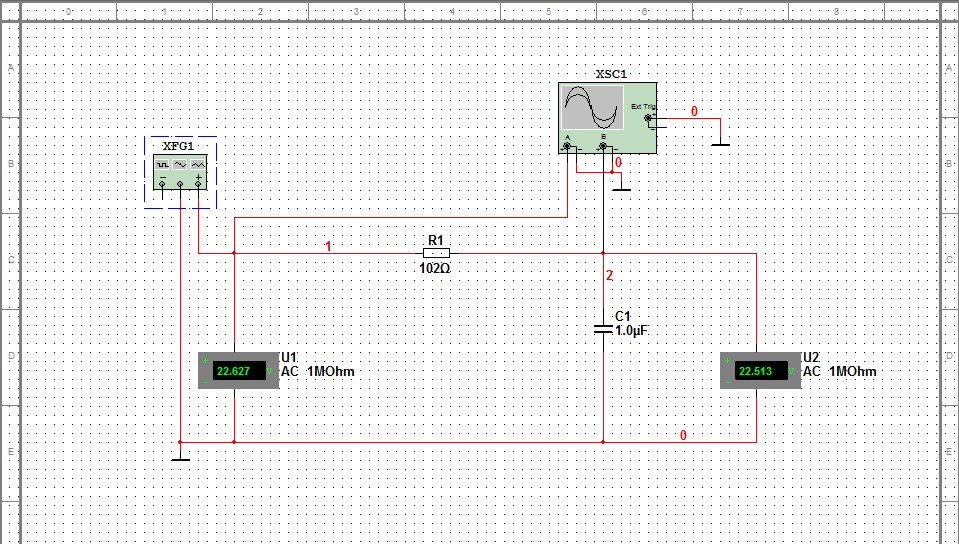 0 1 2 3 4 5 6 7 8
A A
XSC1
Ext Trig
+
-
0
A B
+ - + -
0
B B
XFG1
- +
1
R1
102Ω
C C
2
C1
1.0µF
D D
+
22.627 V
-
U1
AC 1MOhm
+
22.513 V
-
U2
AC 1MOhm
0
E E